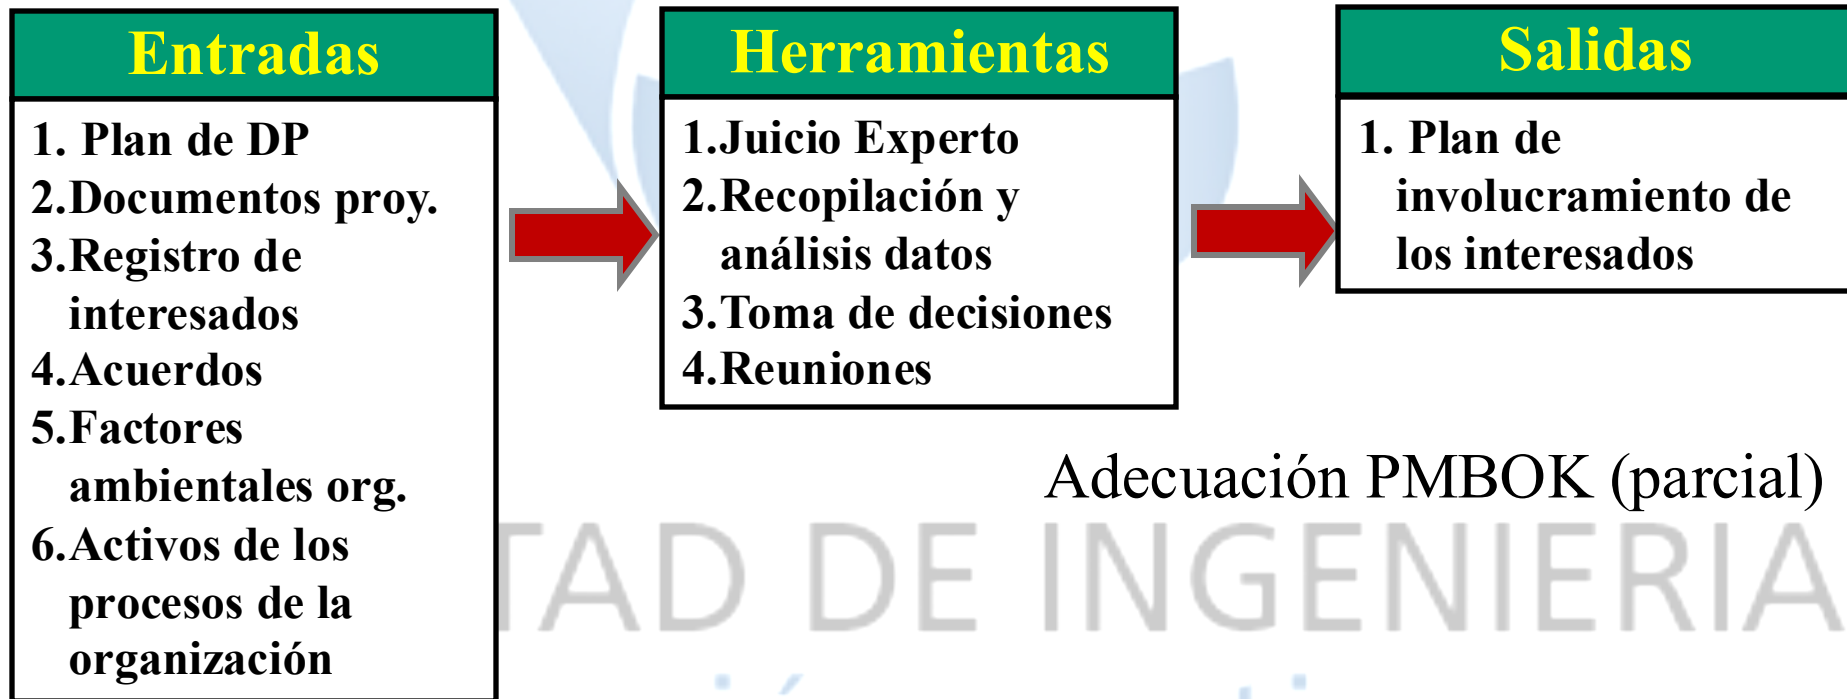 Entradas
1. Plan de DP
2.Documentos proy.
3.Registro de
interesados
4.Acuerdos
5.Factores
ambientales org.
6.Activos de los
procesos de la
organización
Herramientas
1.Juicio Experto
2.Recopilación y
análisis datos
3.Toma de decisiones
4.Reuniones
Salidas
1. Plan de
involucramiento de
los interesados
Adecuación PMBOK (parcial)
TAD DE INGENIERIA